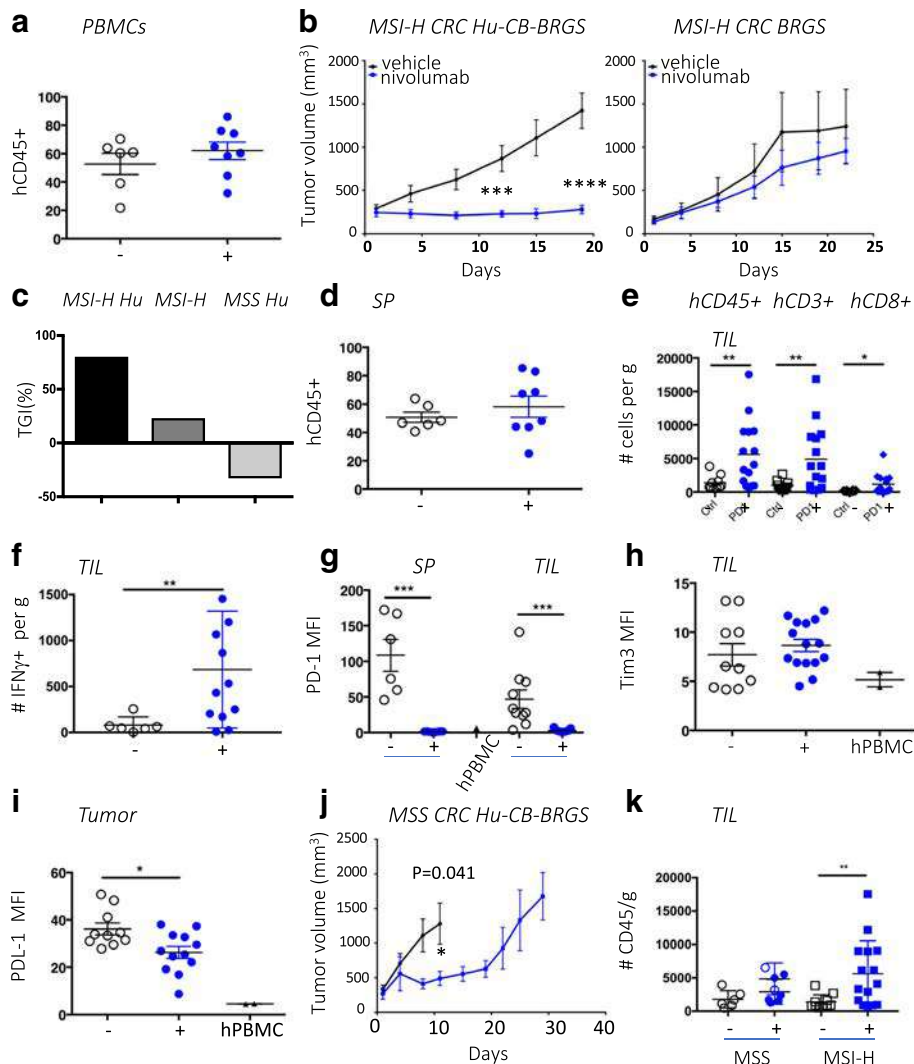 a PBMCs
hCD45+
100
80
60
40
20
0
- +
b MSI-H CRC Hu-CB-BRGS MSI-H CRC BRGS
Tumor volume (mm³)
2000
1500
1000
500
0
vehicle
nivolumab
*** ****
0 5 10 15 20
Days
2000
1500
1000
500
0
vehicle
nivolumab
0 5 10 15 20 25
Days
c MSI-H Hu MSI-H MSS Hu
TGI(%)
100
50
0
-50
d SP
hCD45+
100
80
60
40
20
0
- +
e hCD45+ hCD3+ hCD8+
TIL
# cells per g
20000
15000
10000
5000
0
** ** *
Ctrl PD1 Ctrl PD1 Ctrl PD1
+ + - +
f TIL
# IFNγ+ per g
1500
1000
500
0
**
- +
g SP TIL
PD-1 MFI
200
150
100
50
0
*** ***
- + hPBMC - +
h TIL
Tim3 MFI
15
10
5
0
- + hPBMC
i Tumor
PDL-1 MFI
60
40
20
0
*
- + hPBMC
j MSS CRC Hu-CB-BRGS
Tumor volume (mm³)
2500
2000
1500
1000
500
0
P=0.041
*
0 10 20 30 40
Days
k TIL
# CD45/g
20000
15000
10000
5000
0
**
- + - +
MSS MSI-H